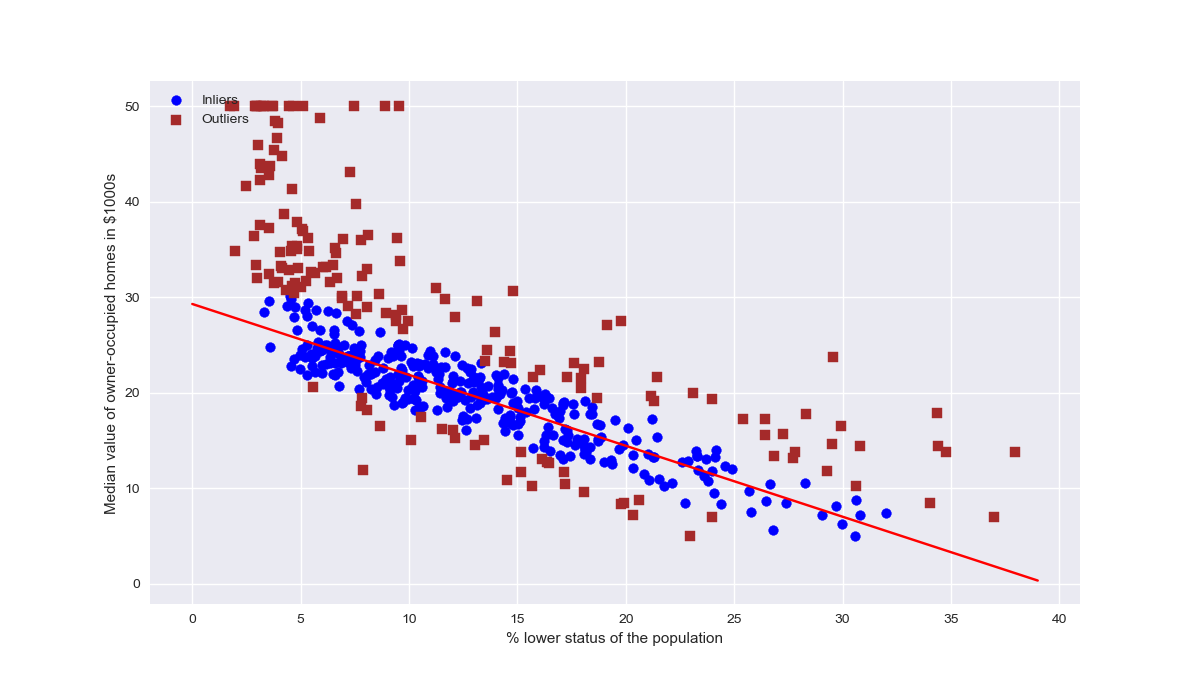 Inliers
Outliers
50
40
30
20
10
0
Median value of owner-occupied homes in $1000s
0 5 10 15 20 25 30 35 40
% lower status of the population